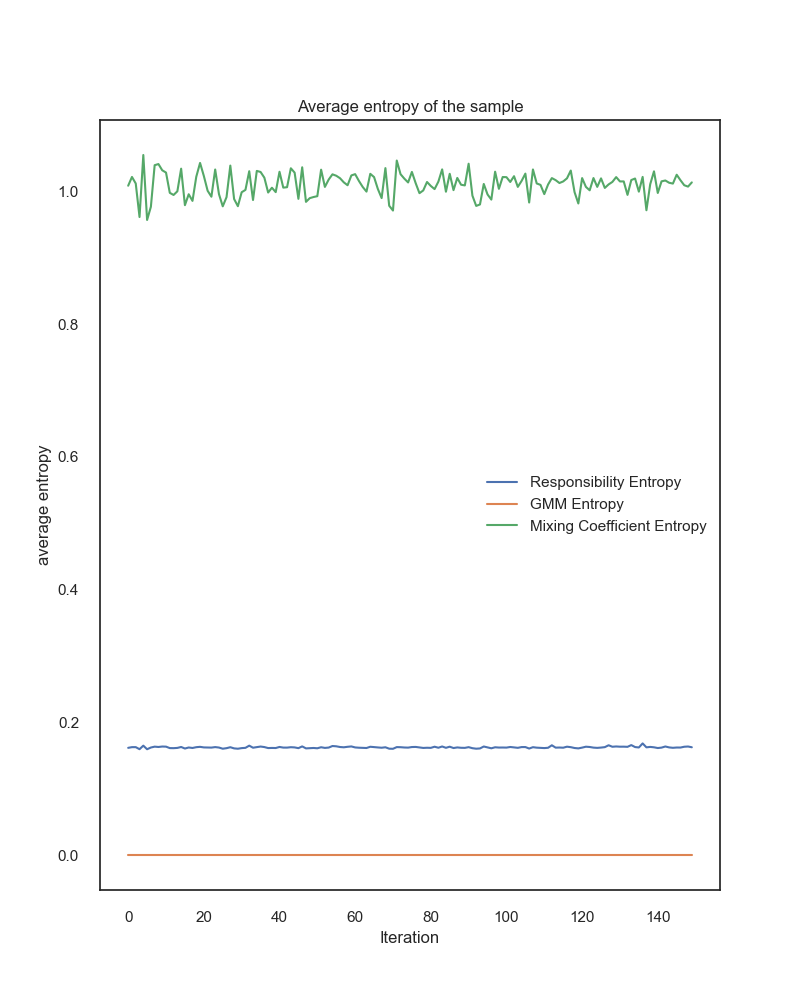 Average entropy of the sample
1.0
0.8
0.6
0.4
0.2
0.0
average entropy
Responsibility Entropy
GMM Entropy
Mixing Coefficient Entropy
0 20 40 60 80 100 120 140
Iteration